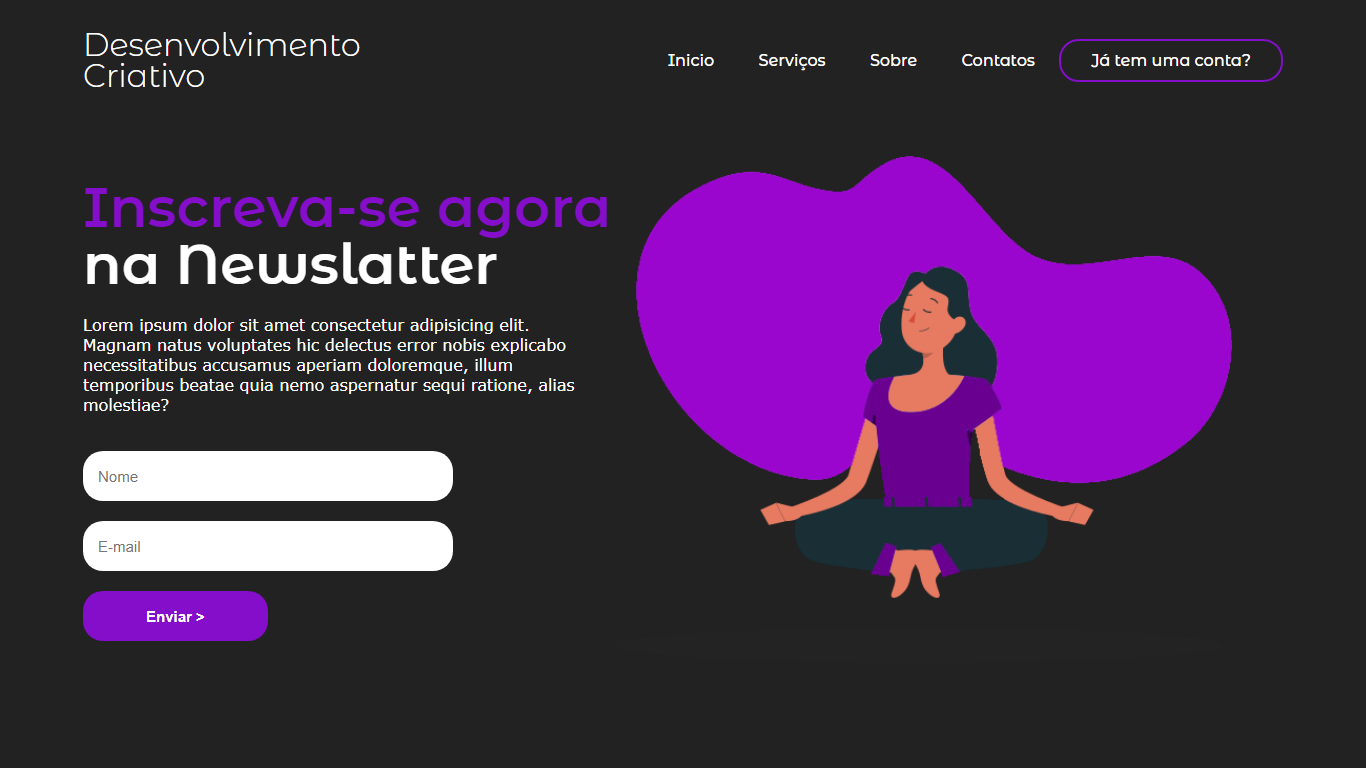 Desenvolvimento
Criativo
Inicio Serviços Sobre Contatos Já tem uma conta?
Inscreva-se agora
na Newslatter
Lorem ipsum dolor sit amet consectetur adipisicing elit.
Magnam natus voluptates hic delectus error nobis explicabo
necessitatibus accusamus aperiam doloremque, illum
temporibus beatae quia nemo aspernatur sequi ratione, alias
molestiae?
Nome
E-mail
Enviar >